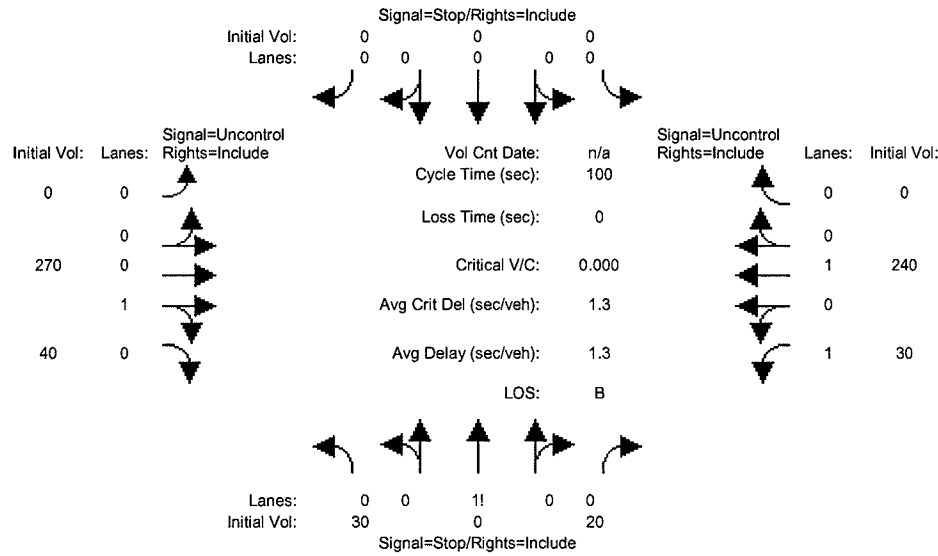 Signal=Stop/Rights=Include
Initial Vol: 0 0 0
Lanes: 0 0 0 0 0
Signal=Uncontrol Signal=Uncontrol
Initial Vol: Lanes: Rights=Include Vol Cnt Date: n/a Rights=Include Lanes: Initial Vol:
Cycle Time (sec): 100
0 0 0 0
Loss Time (sec): 0
0 0
270 0 Critical V/C: 0.000 1 240
1 Avg Crit Del (sec/veh): 1.3 0
40 0 Avg Delay (sec/veh): 1.3 1 30
LOS: B
Lanes: 0 0 1! 0 0
Initial Vol: 30 0 20
Signal=Stop/Rights=Include